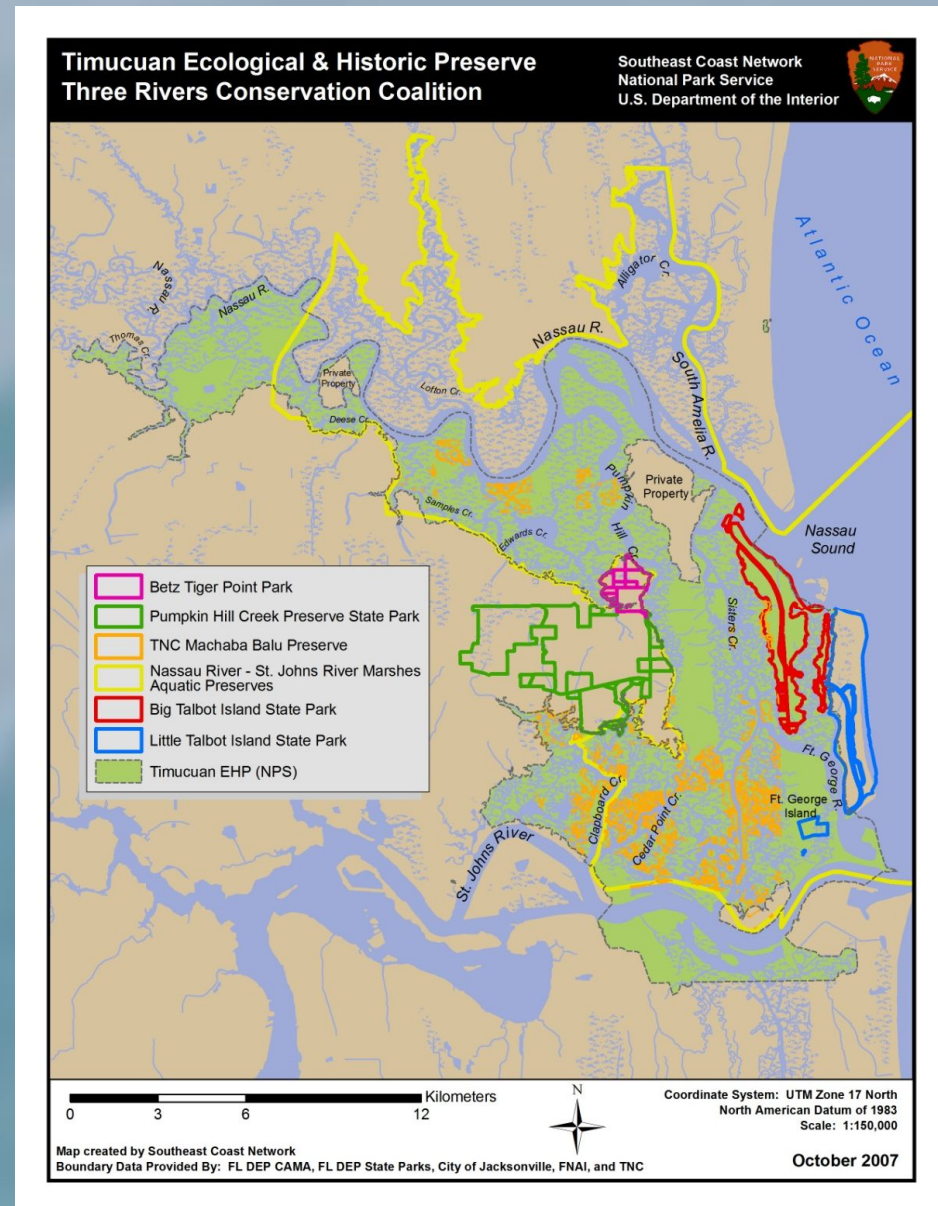 Timucuan Ecological & Historic Preserve
Three Rivers Conservation Coalition
Southeast Coast Network
National Park Service
U.S. Department of the Interior
NATIONAL
PARK
SERVICE
Atlantic Ocean
Nassau R.
Nassau R.
Thomas Cr.
Alligator Cr.
Nassau R.
Private
Property
Lofton Cr.
Deese Cr.
South Amelia R.
Pumpkin Hill Cr.
Private
Property
Samples Cr.
Edwards Cr.
Nassau
Sound
Sisters Cr.
Betz Tiger Point Park
Pumpkin Hill Creek Preserve State Park
TNC Machaba Balu Preserve
Nassau River - St. Johns River Marshes
Aquatic Preserves
Big Talbot Island State Park
Little Talbot Island State Park
Timucuan EHP (NPS)
Ft. George R.
Ft. George
Island
Clapboard Cr.
Cedar Point Cr.
St. Johns River
Kilometers
0 3 6 12
N
Coordinate System: UTM Zone 17 North
North American Datum of 1983
Scale: 1:150,000
Map created by Southeast Coast Network
Boundary Data Provided By: FL DEP CAMA, FL DEP State Parks, City of Jacksonville, FNAI, and TNC
October 2007